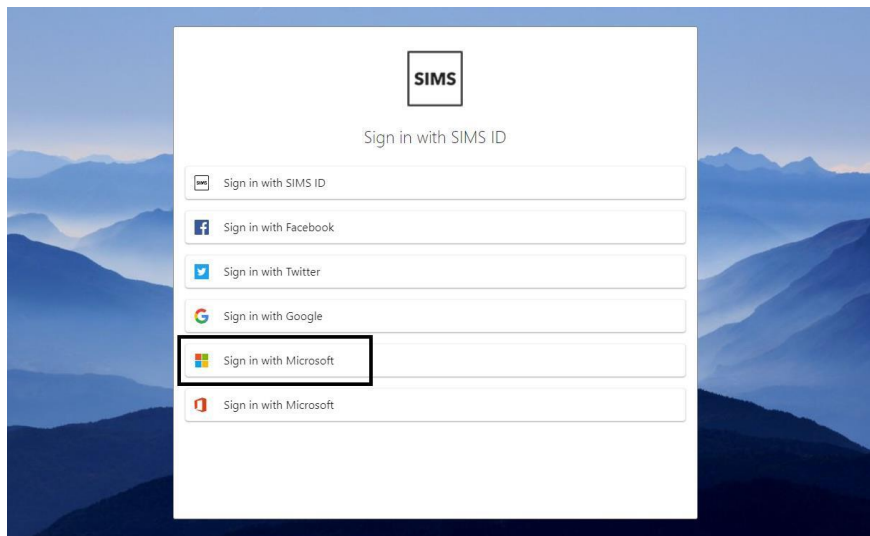 SIMS
Sign in with SIMS ID
SIMS Sign in with SIMS ID
Sign in with Facebook
Sign in with Twitter
Sign in with Google
Sign in with Microsoft
Sign in with Microsoft